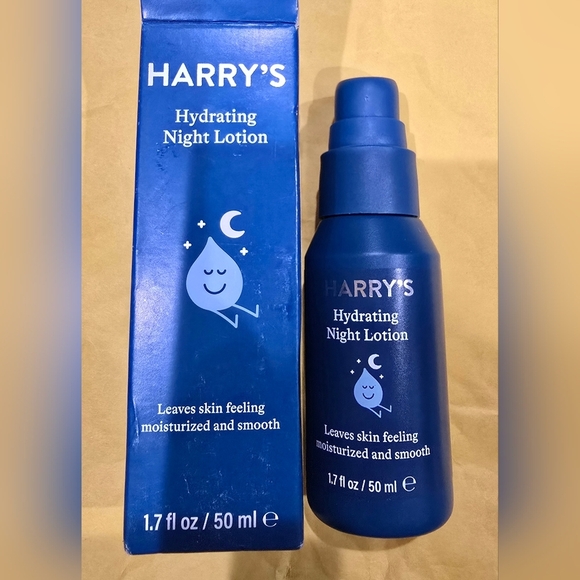 HARRY'S
Hydrating
Night Lotion
Leaves skin feeling
moisturized and smooth
1.7 fl oz / 50 ml ℮
HARRY'S
Hydrating
Night Lotion
Leaves skin feeling
moisturized and smooth
1.7 fl oz / 50 ml ℮